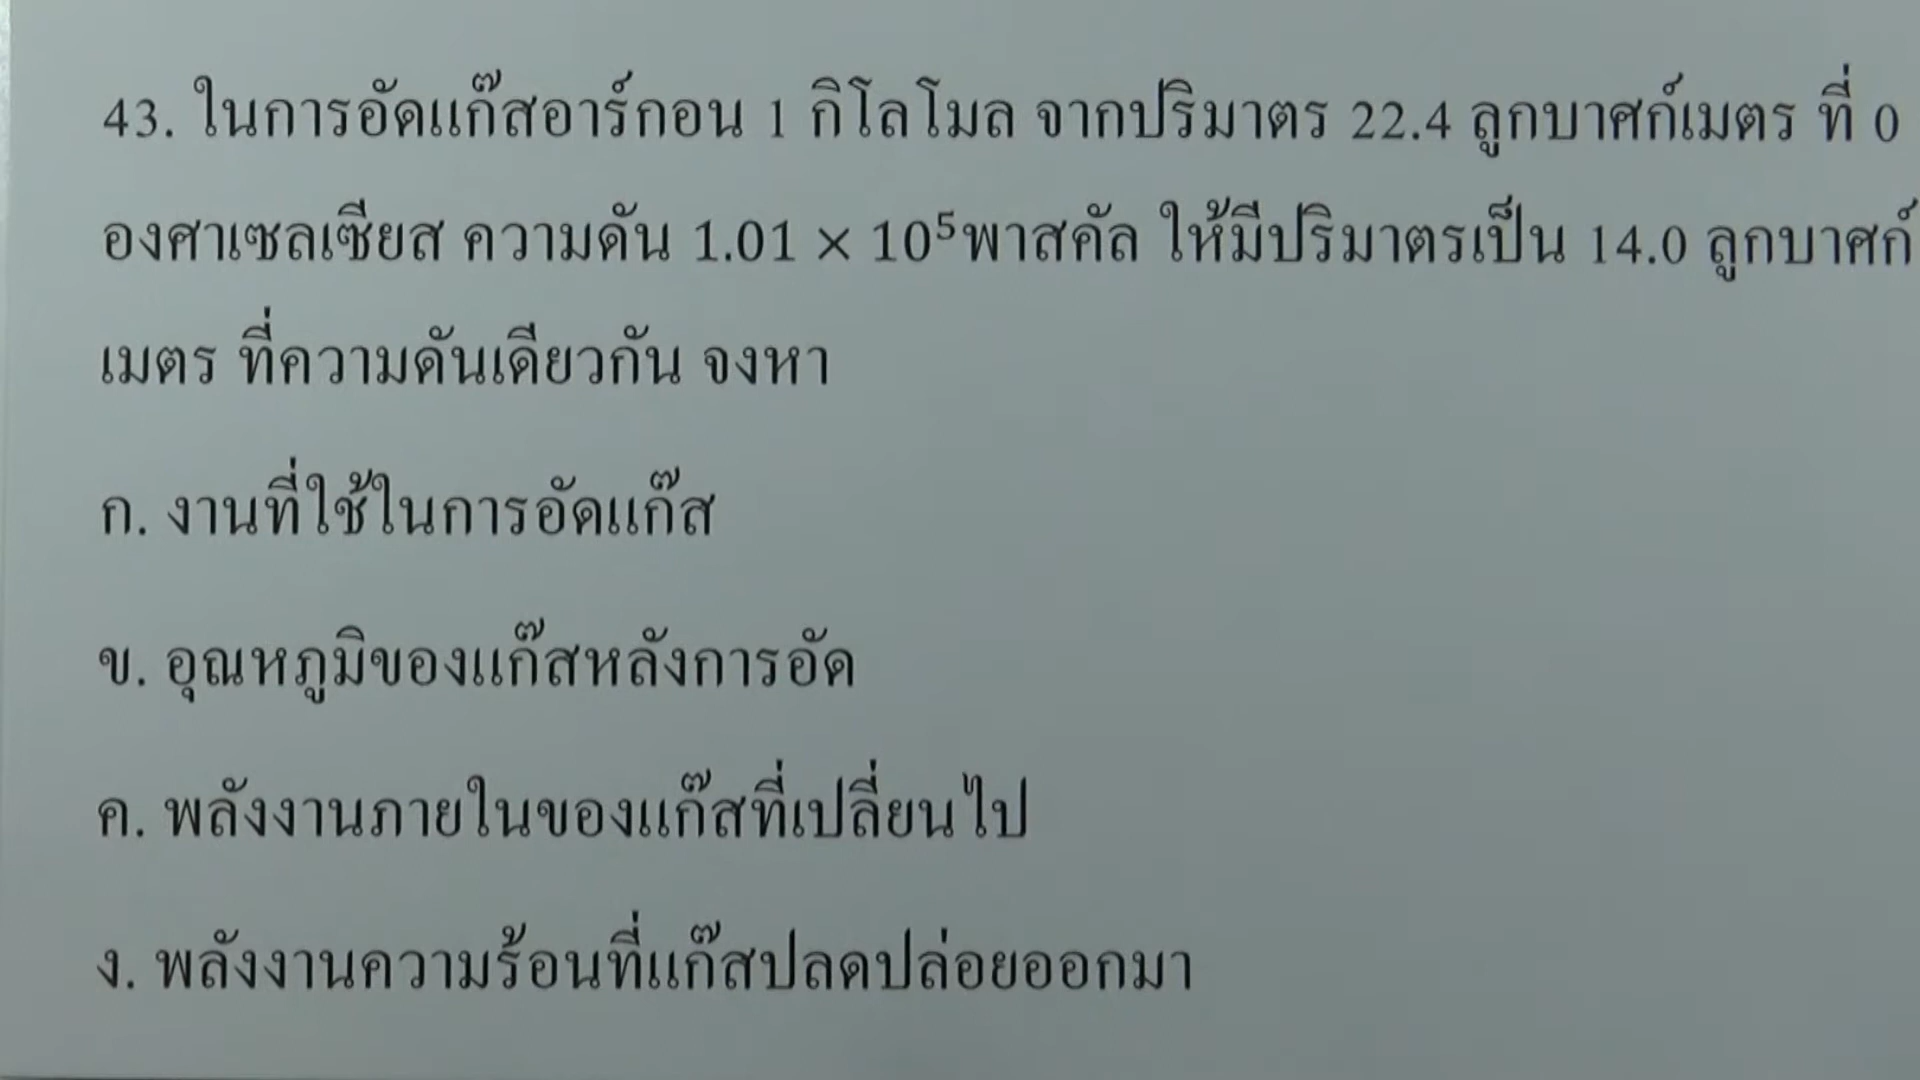 43. ในการอัดแก๊สอาร์กอน 1 กิโลโมล จากปริมาตร 22.4 ลูกบาศก์เมตร ที่ 0
องศาเซลเซียส ความดัน 1.01 × 10⁵พาสคัล ให้มีปริมาตรเป็น 14.0 ลูกบาศก์
เมตร ที่ความดันเดียวกัน จงหา
ก. งานที่ใช้ในการอัดแก๊ส
ข. อุณหภูมิของแก๊สหลังการอัด
ค. พลังงานภายในของแก๊สที่เปลี่ยนไป
ง. พลังงานความร้อนที่แก๊สปลดปล่อยออกมา